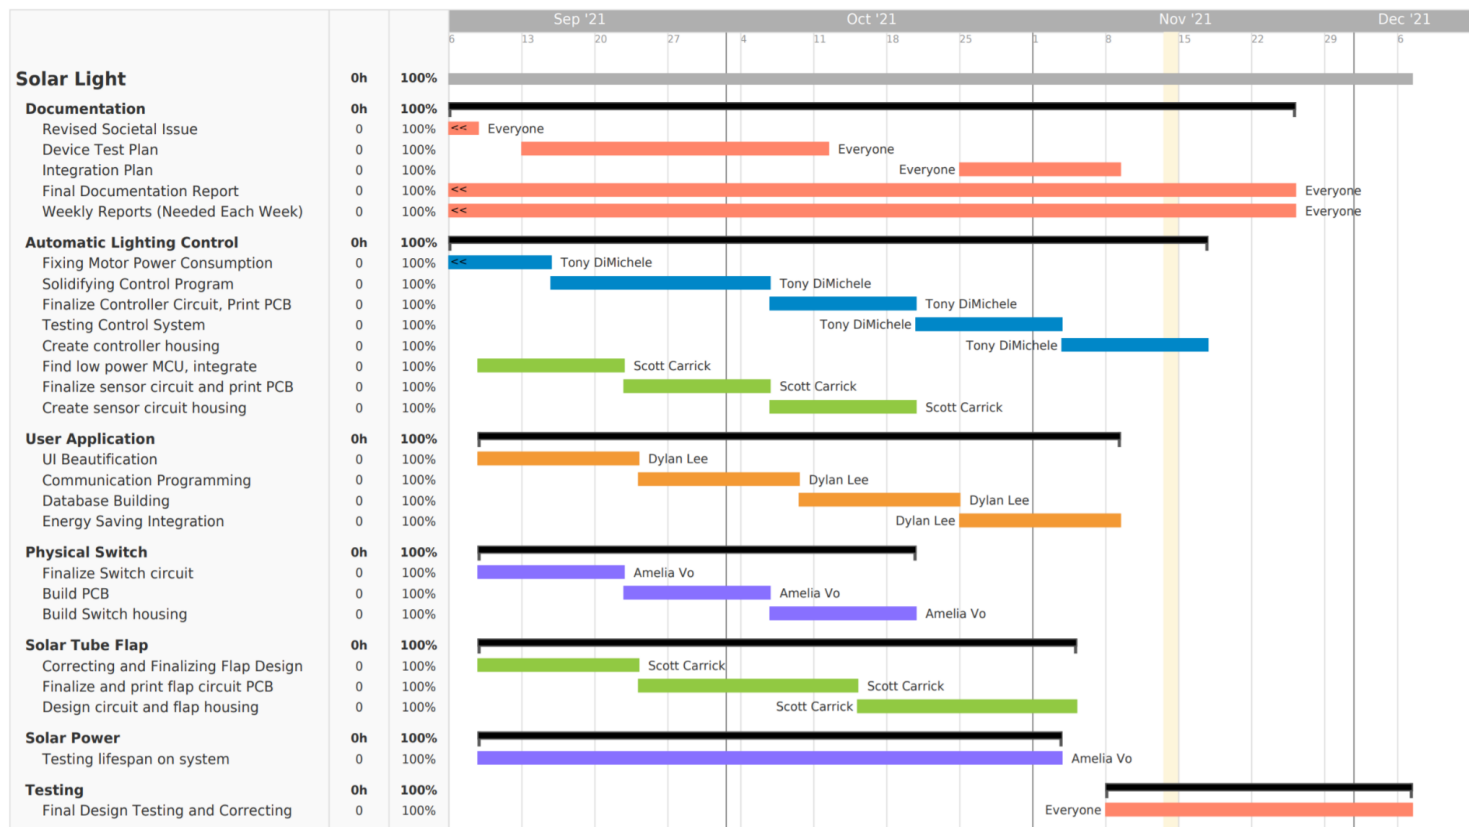 Sep '21 Oct '21 Nov '21 Dec '21
6 13 20 27 4 11 18 25 1 8 15 22 29 6
Solar Light 0h 100%
Documentation 0h 100%
Revised Societal Issue 0 100% << Everyone
Device Test Plan 0 100% Everyone
Integration Plan 0 100% Everyone
Final Documentation Report 0 100% << Everyone
Weekly Reports (Needed Each Week) 0 100% << Everyone
Automatic Lighting Control 0h 100%
Fixing Motor Power Consumption 0 100% << Tony DiMichele
Solidifying Control Program 0 100% Tony DiMichele
Finalize Controller Circuit, Print PCB 0 100% Tony DiMichele
Testing Control System 0 100% Tony DiMichele
Create controller housing 0 100% Tony DiMichele
Find low power MCU, integrate 0 100% Scott Carrick
Finalize sensor circuit and print PCB 0 100% Scott Carrick
Create sensor circuit housing 0 100% Scott Carrick
User Application 0h 100%
UI Beautification 0 100% Dylan Lee
Communication Programming 0 100% Dylan Lee
Database Building 0 100% Dylan Lee
Energy Saving Integration 0 100% Dylan Lee
Physical Switch 0h 100%
Finalize Switch circuit 0 100% Amelia Vo
Build PCB 0 100% Amelia Vo
Build Switch housing 0 100% Amelia Vo
Solar Tube Flap 0h 100%
Correcting and Finalizing Flap Design 0 100% Scott Carrick
Finalize and print flap circuit PCB 0 100% Scott Carrick
Design circuit and flap housing 0 100% Scott Carrick
Solar Power 0h 100%
Testing lifespan on system 0 100% Amelia Vo
Testing 0h 100%
Final Design Testing and Correcting 0 100% Everyone